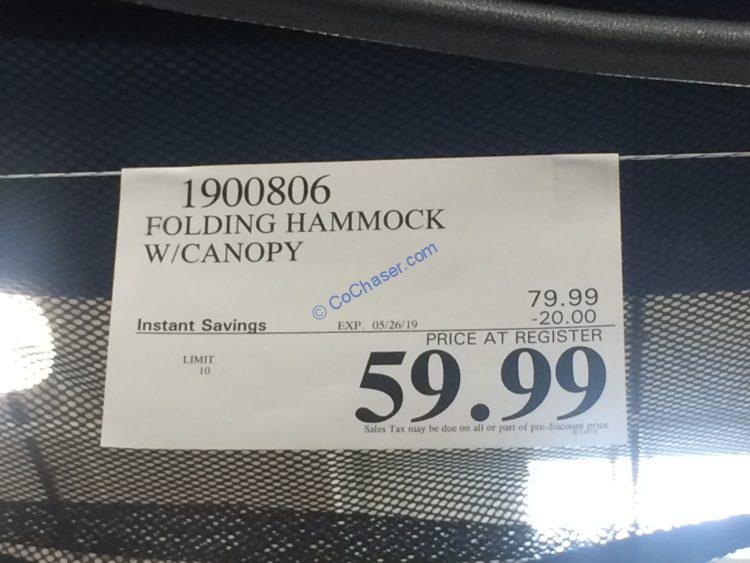 1900806
FOLDING HAMMOCK
W/CANOPY
© CoChaser.com
79.99
Instant Savings EXP. 05/26/19 -20.00
PRICE AT REGISTER
LIMIT
10
59.99
Sales Tax may be due on all or part of pre-discount price